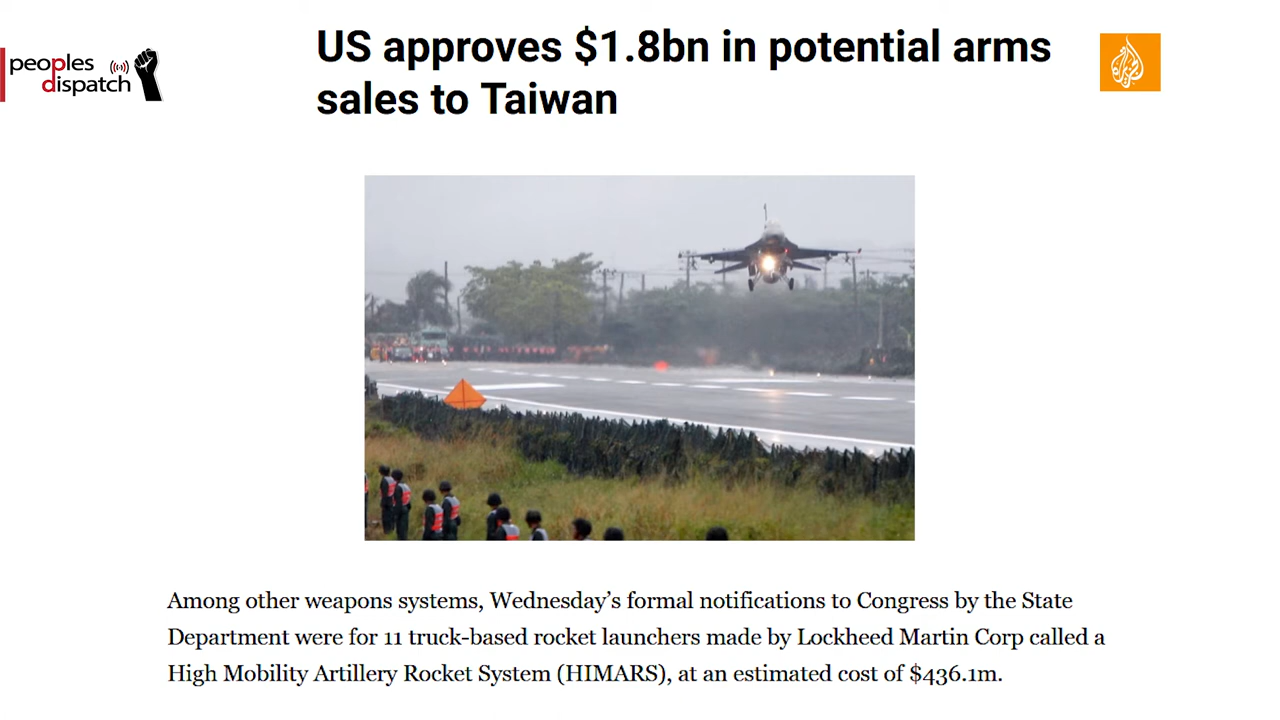 peoples
dispatch
US approves $1.8bn in potential arms
sales to Taiwan
الجزيرة
Among other weapons systems, Wednesday's formal notifications to Congress by the State
Department were for 11 truck-based rocket launchers made by Lockheed Martin Corp called a
High Mobility Artillery Rocket System (HIMARS), at an estimated cost of $436.1m.